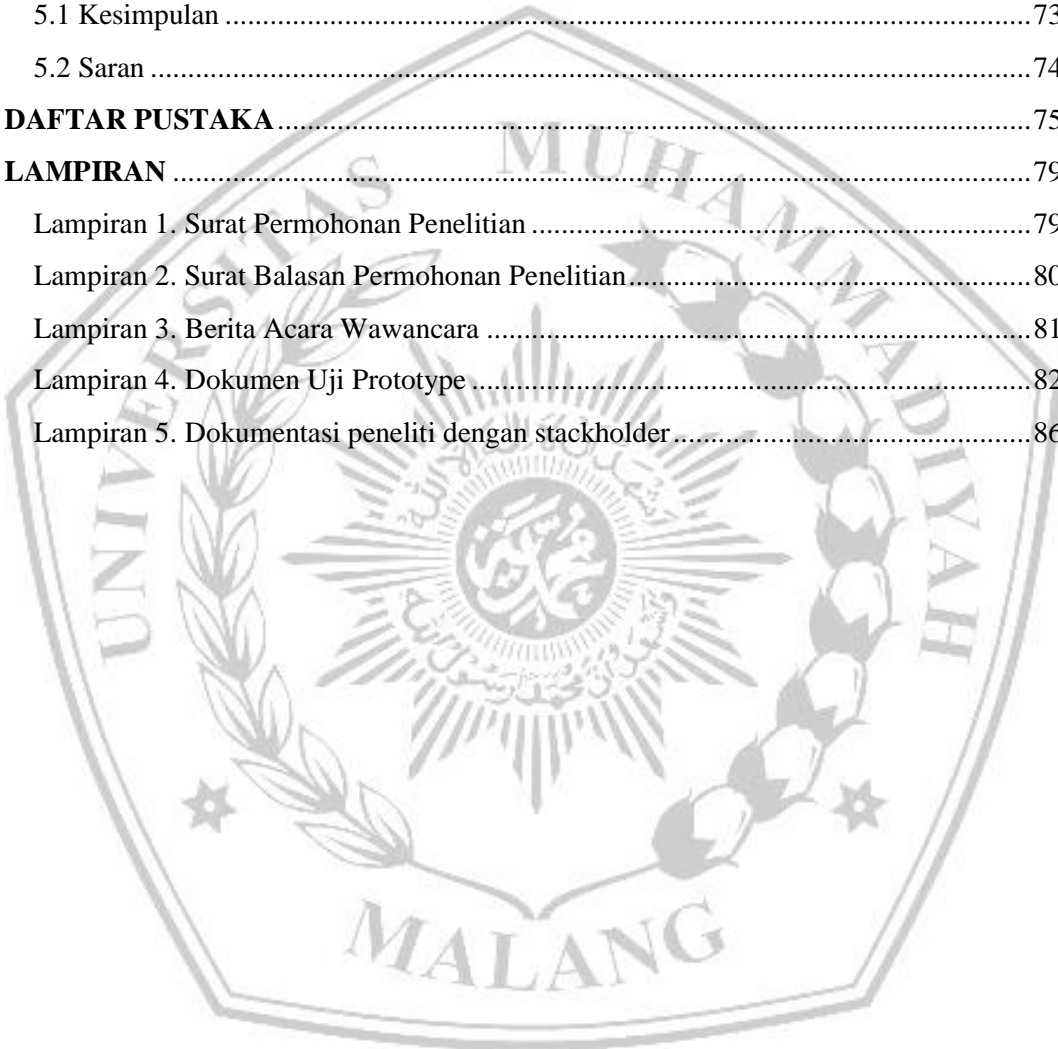 5.1 Kesimpulan ........................................................................................................... 73
5.2 Saran ..................................................................................................................... 74
DAFTAR PUSTAKA .................................................................................................... 75
LAMPIRAN .................................................................................................................. 79
Lampiran 1. Surat Permohonan Penelitian ................................................................ 79
Lampiran 2. Surat Balasan Permohonan Penelitian .................................................. 80
Lampiran 3. Berita Acara Wawancara ...................................................................... 81
Lampiran 4. Dokumen Uji Prototype ........................................................................ 82
Lampiran 5. Dokumentasi peneliti dengan stackholder ............................................ 86
UNIVERSITAS MUHAMMADIYAH
MALANG